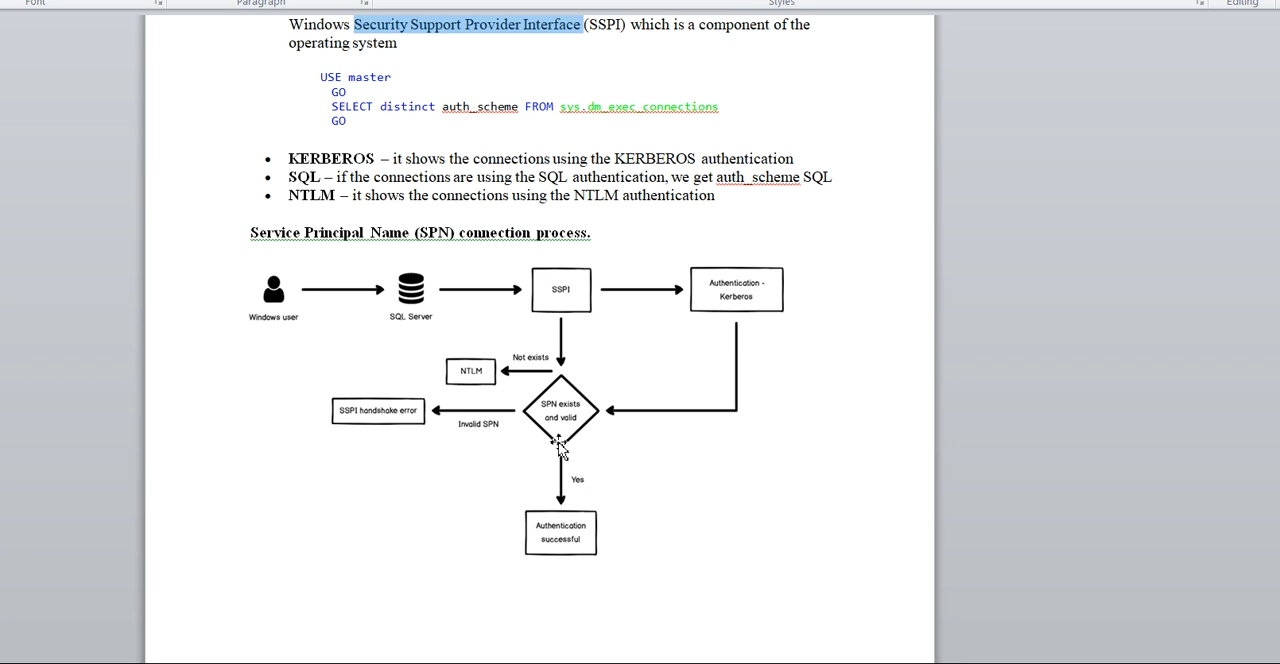 Font
Paragraph
Styles
Editing
Windows Security Support Provider Interface (SSPI) which is a component of the
operating system
USE master
GO
SELECT distinct auth_scheme FROM sys.dm_exec_connections
GO
• KERBEROS – it shows the connections using the KERBEROS authentication
• SQL – if the connections are using the SQL authentication, we get auth_scheme SQL
• NTLM – it shows the connections using the NTLM authentication
Service Principal Name (SPN) connection process.
Windows user
SQL Server
SSPI
Authentication -
Kerberos
Not exists
NTLM
SPN exists
and valid
SSPI handshake error
Invalid SPN
Yes
Authentication
successful